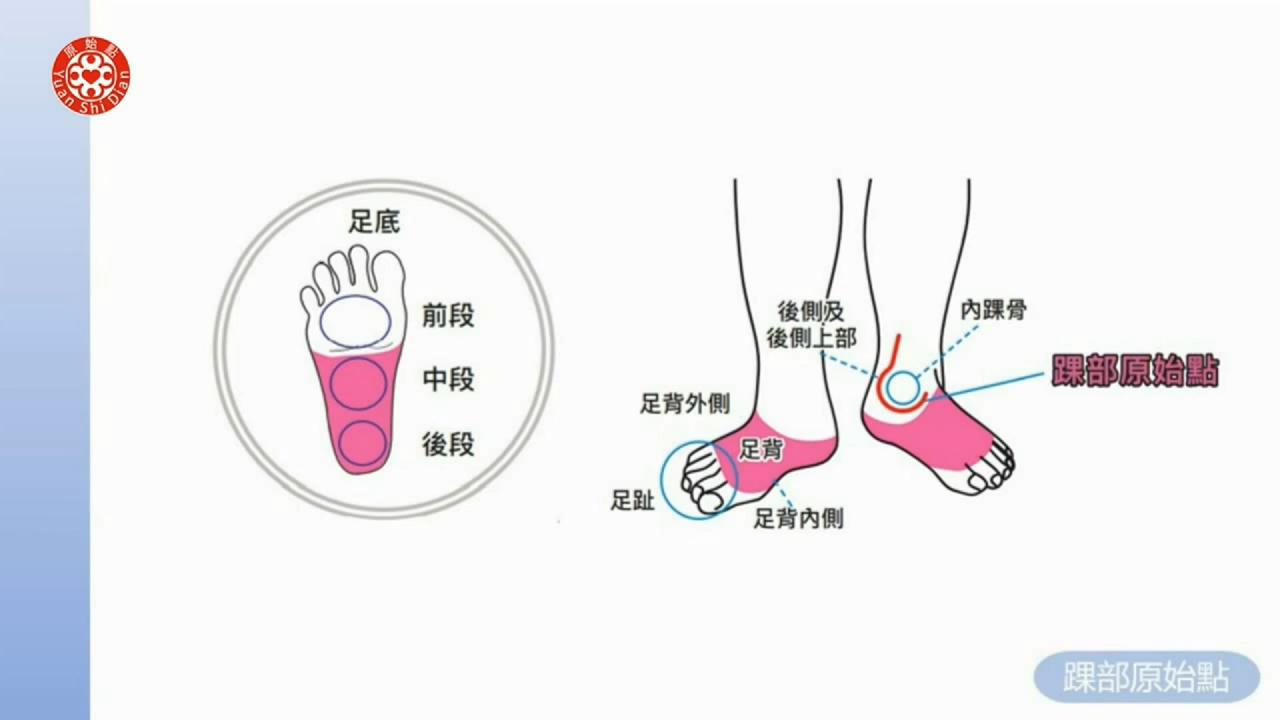 原始點
Yuan Shi Dian
足底
前段
中段
後段
後側及
後側上部
內踝骨
踝部原始點
足背外側
足背
足趾
足背內側
踝部原始點